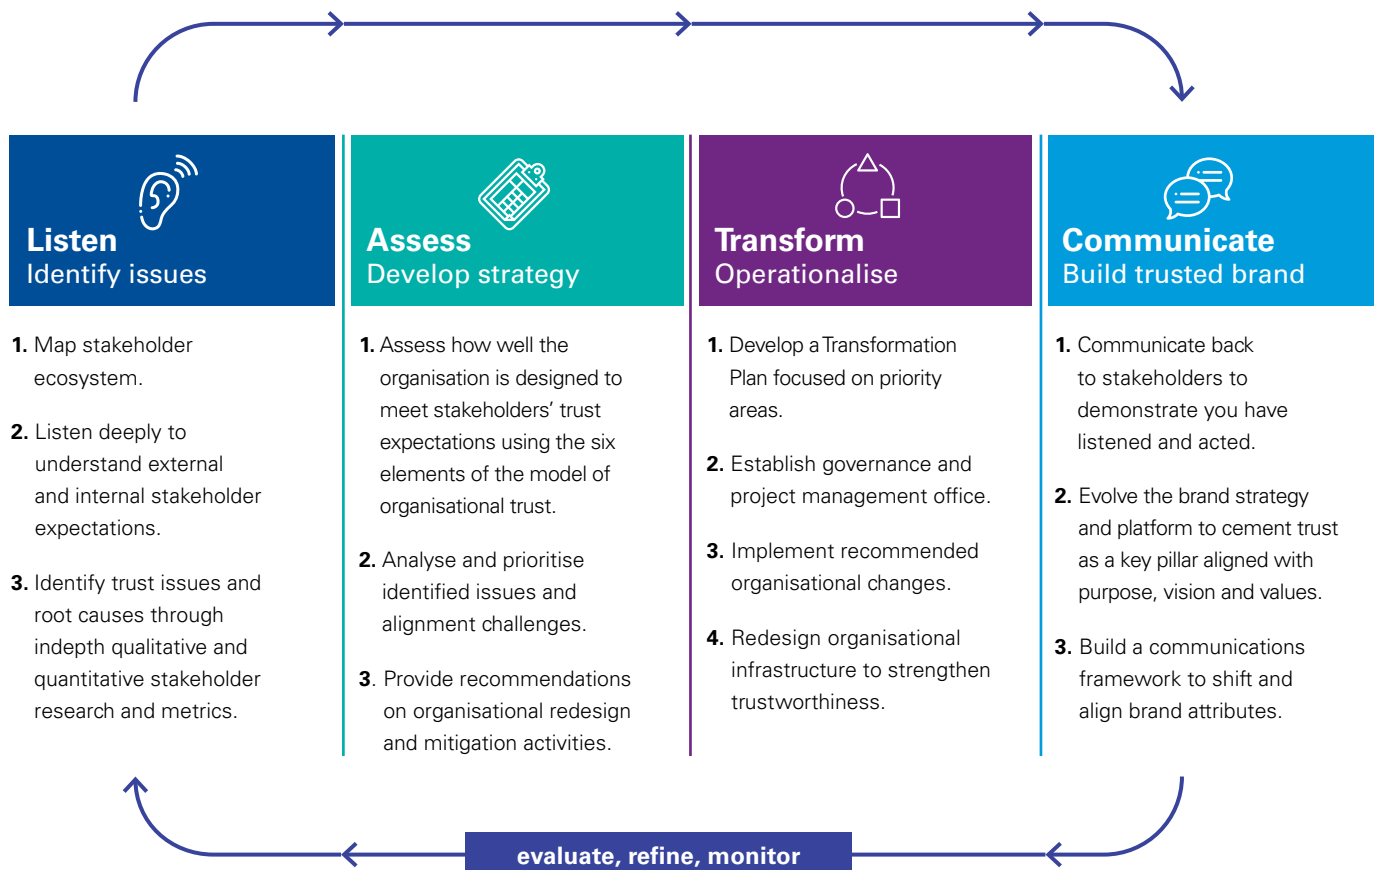 Listen
Identify issues
1. Map stakeholder
ecosystem.
2. Listen deeply to
understand external
and internal stakeholder
expectations.
3. Identify trust issues and
root causes through
indepth qualitative and
quantitative stakeholder
research and metrics.
Assess
Develop strategy
1. Assess how well the
organisation is designed to
meet stakeholders’ trust
expectations using the six
elements of the model of
organisational trust.
2. Analyse and prioritise
identified issues and
alignment challenges.
3. Provide recommendations
on organisational redesign
and mitigation activities.
Transform
Operationalise
1. Develop a Transformation
Plan focused on priority
areas.
2. Establish governance and
project management office.
3. Implement recommended
organisational changes.
4. Redesign organisational
infrastructure to strengthen
trustworthiness.
Communicate
Build trusted brand
1. Communicate back
to stakeholders to
demonstrate you have
listened and acted.
2. Evolve the brand strategy
and platform to cement trust
as a key pillar aligned with
purpose, vision and values.
3. Build a communications
framework to shift and
align brand attributes.
evaluate, refine, monitor